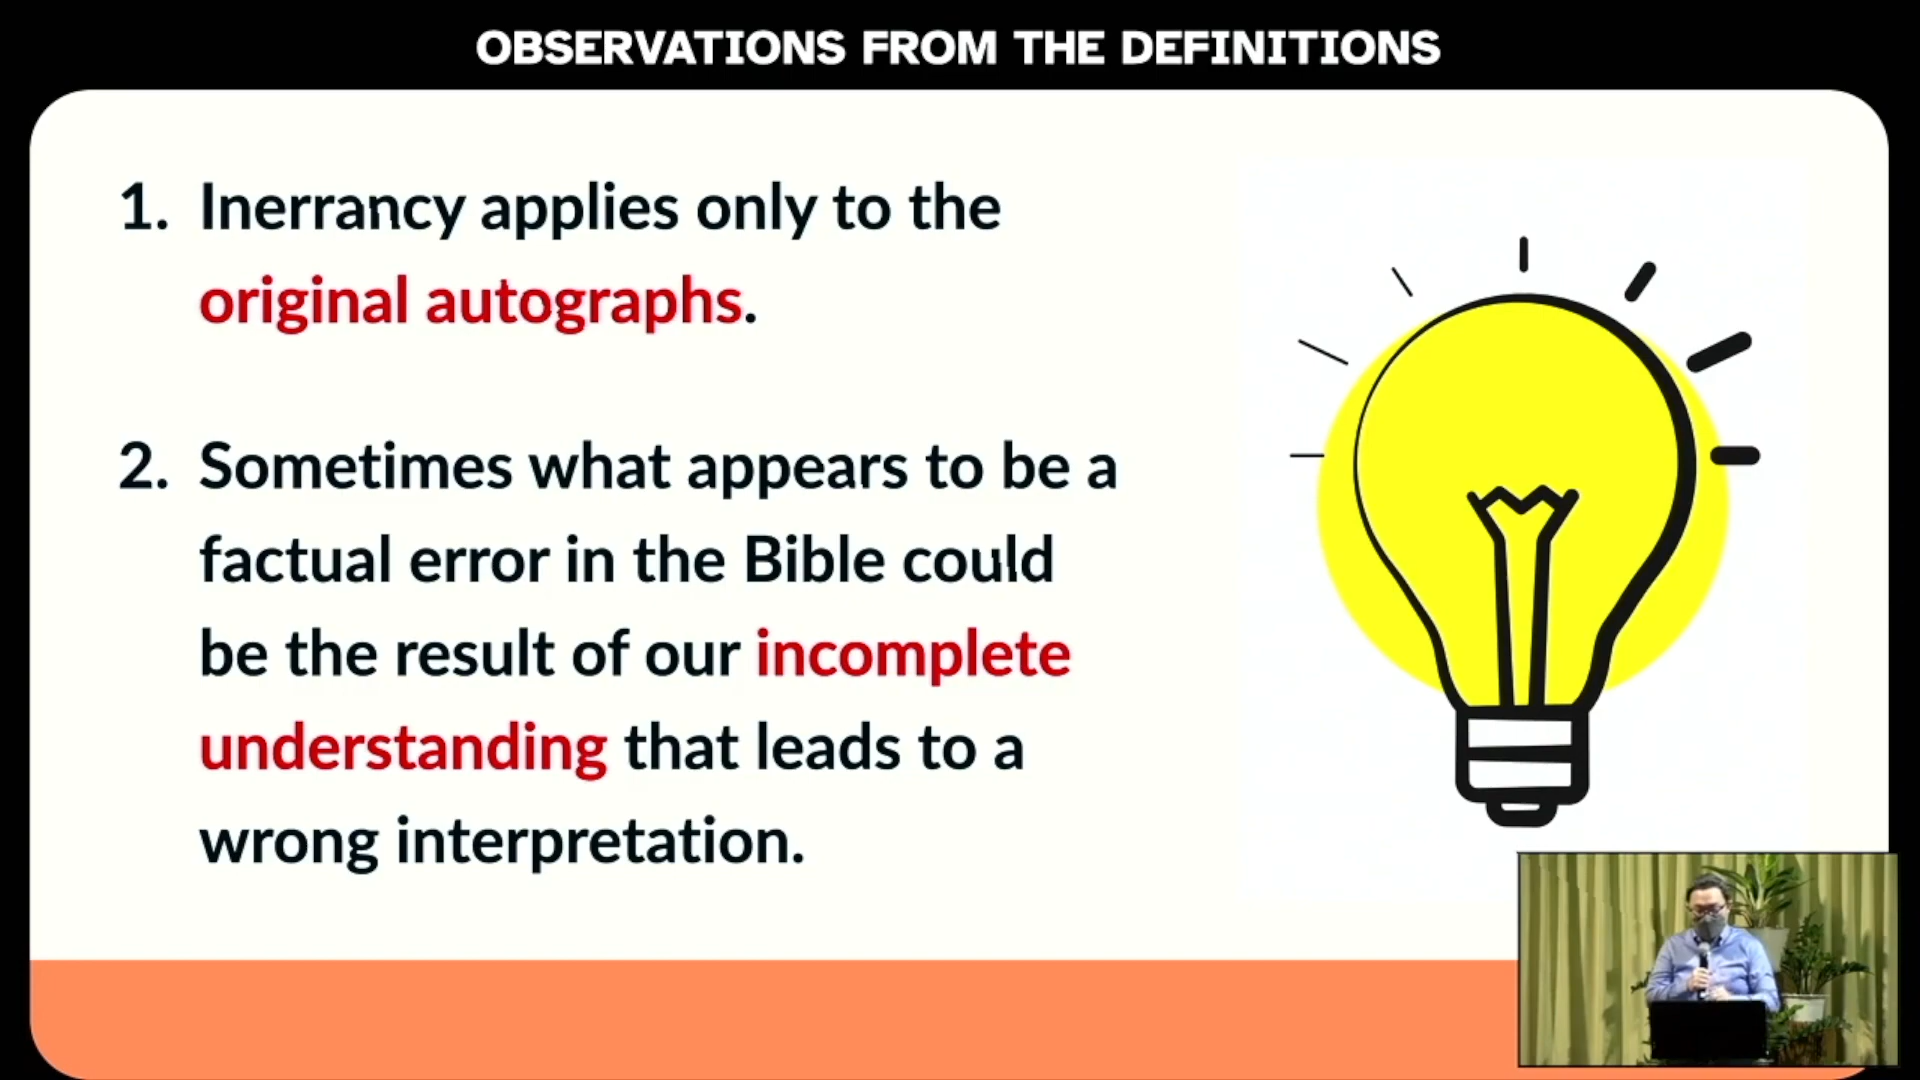 OBSERVATIONS FROM THE DEFINITIONS
1. Inerrancy applies only to the
original autographs.
2. Sometimes what appears to be a
factual error in the Bible could
be the result of our incomplete
understanding that leads to a
wrong interpretation.